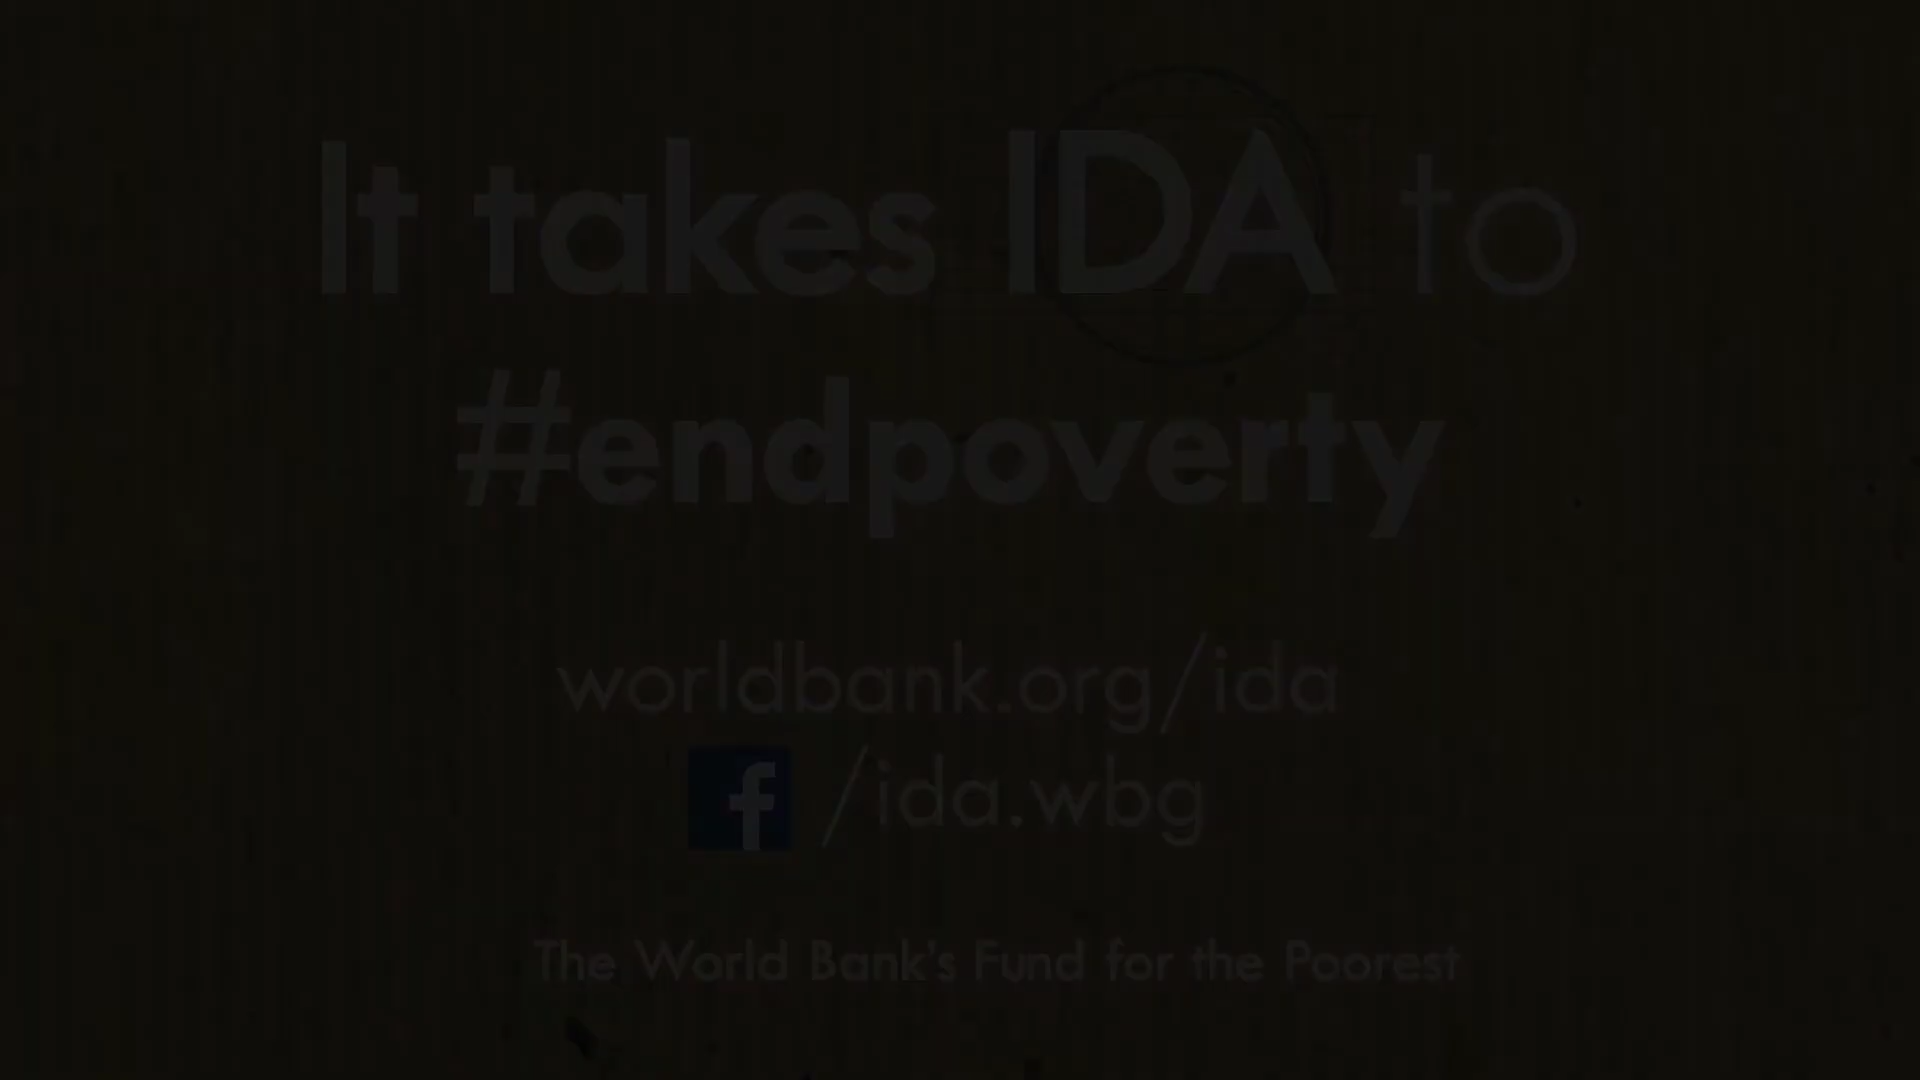 It takes IDA to
#endpoverty
worldbank.org/ida
f /ida.wbg
The World Bank's Fund for the Poorest